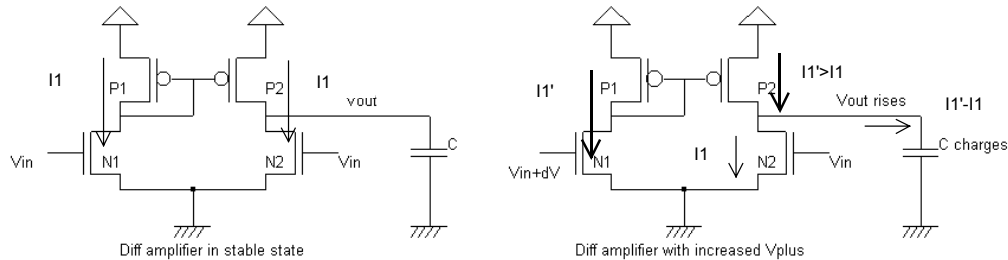 I1
P1
P2
I1
vout
C
Vin
N1
N2
Vin
Diff amplifier in stable state
I1'
P1
P2
I1'>I1
Vout rises
I1'-I1
C charges
Vin+dV
N1
I1
N2
Vin
Diff amplifier with increased Vplus